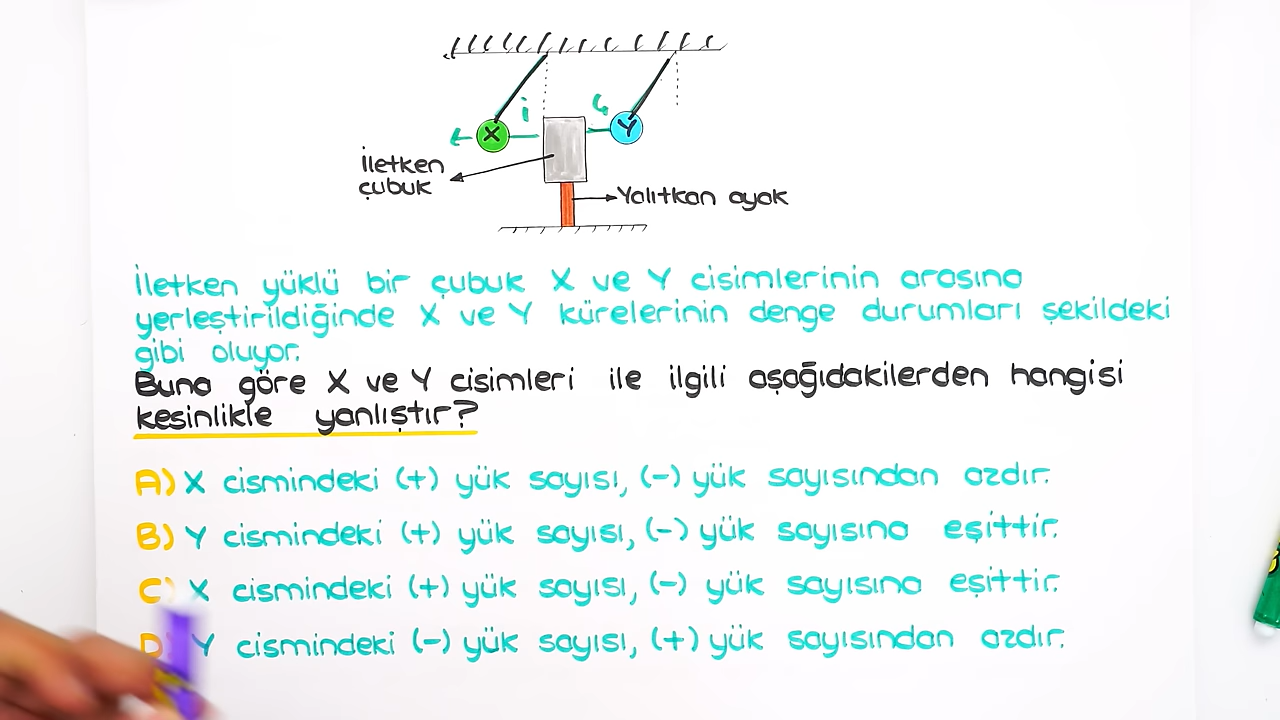 i
Ç
X
Y
İletken
çubuk
Yalıtkan ayak
İletken yüklü bir çubuk X ve Y cisimlerinin arasına
yerleştirildiğinde X ve Y kürelerinin denge durumları şekildeki
gibi oluyor.
Buna göre X ve Y cisimleri ile ilgili aşağıdakilerden hangisi
kesinlikle yanlıştır?
A) X cismindeki (+) yük sayısı, (-) yük sayısından azdır.
B) Y cismindeki (+) yük sayısı, (-) yük sayısına eşittir.
C) X cismindeki (+) yük sayısı, (-) yük sayısına eşittir.
D) Y cismindeki (-) yük sayısı, (+) yük sayısından azdır.